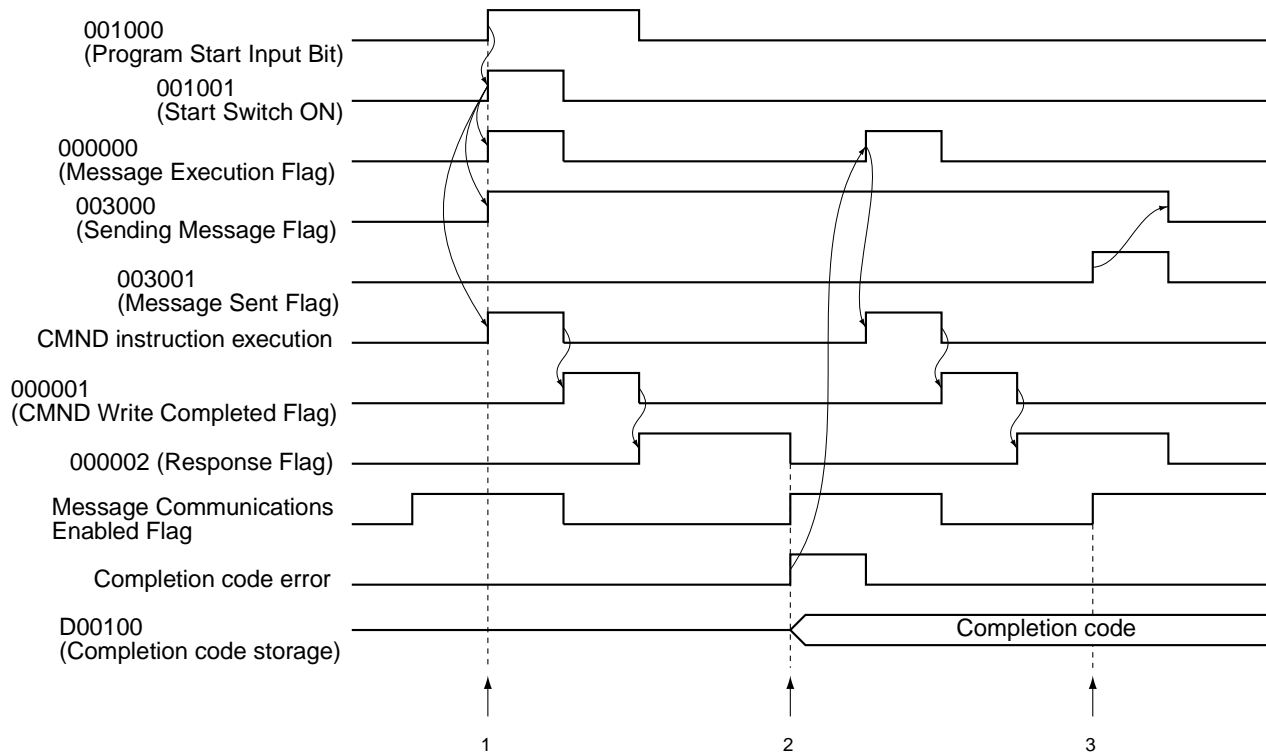 001000
(Program Start Input Bit)
001001
(Start Switch ON)
000000
(Message Execution Flag)
003000
(Sending Message Flag)
003001
(Message Sent Flag)
CMND instruction execution
000001
(CMND Write Completed Flag)
000002 (Response Flag)
Message Communications
Enabled Flag
Completion code error
D00100
(Completion code storage)
Completion code
1 2 3